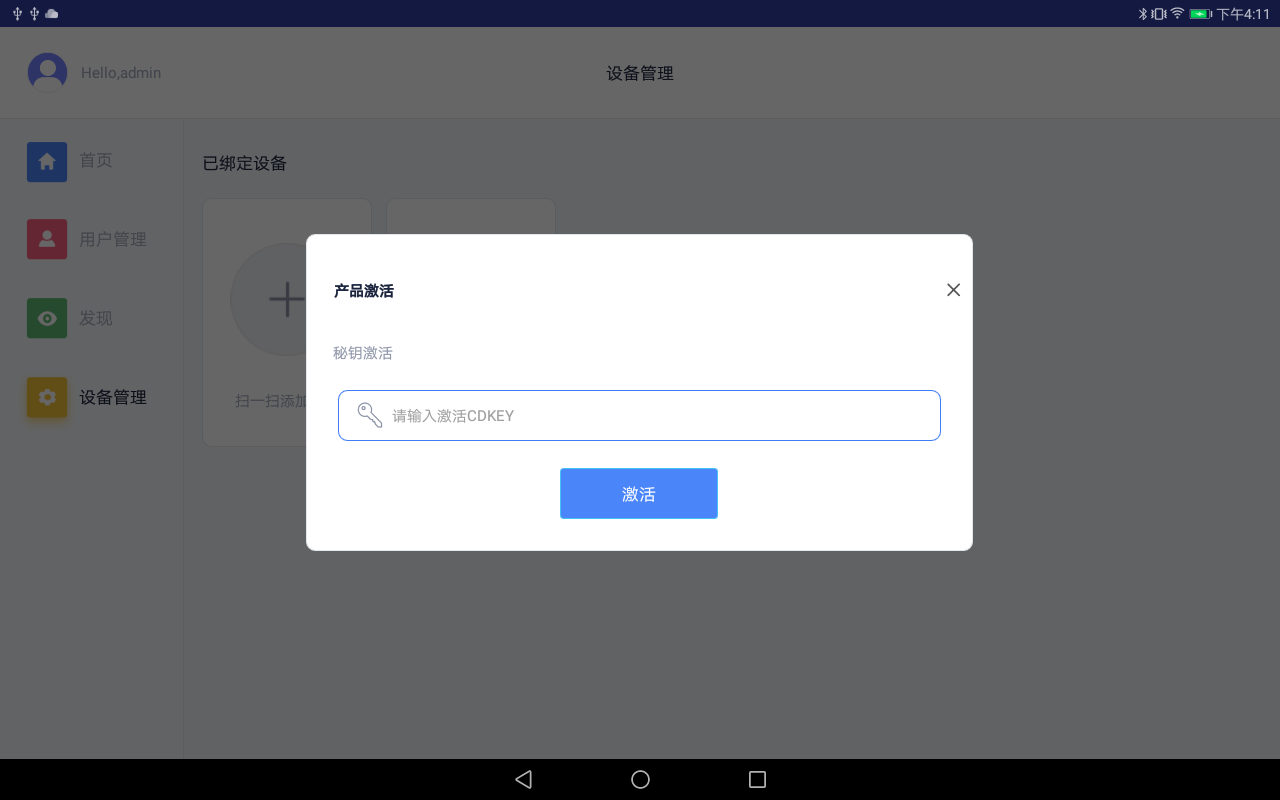 下午4:11
Hello,admin
设备管理
首页
用户管理
发现
设备管理
已绑定设备
扫一扫添加
产品激活
秘钥激活
请输入激活CDKEY
激活